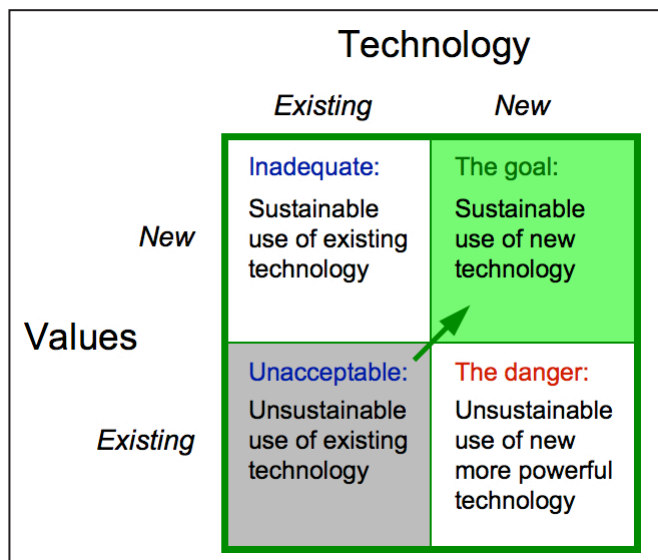 Technology
Existing
New
New
Inadequate:
Sustainable
use of existing
technology
The goal:
Sustainable
use of new
technology
Values
Existing
Unacceptable:
Unsustainable
use of existing
technology
The danger:
Unsustainable
use of new
more powerful
technology